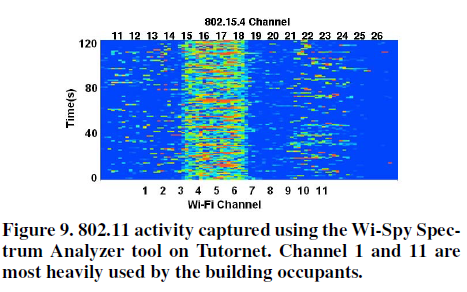 802.15.4 Channel
11 12 13 14 15 16 17 18 19 20 21 22 23 24 25 26
120
80
40
0
Time(s)
1 2 3 4 5 6 7 8 9 10 11
Wi-Fi Channel
Figure 9. 802.11 activity captured using the Wi-Spy Spec-
trum Analyzer tool on Tutornet. Channel 1 and 11 are
most heavily used by the building occupants.